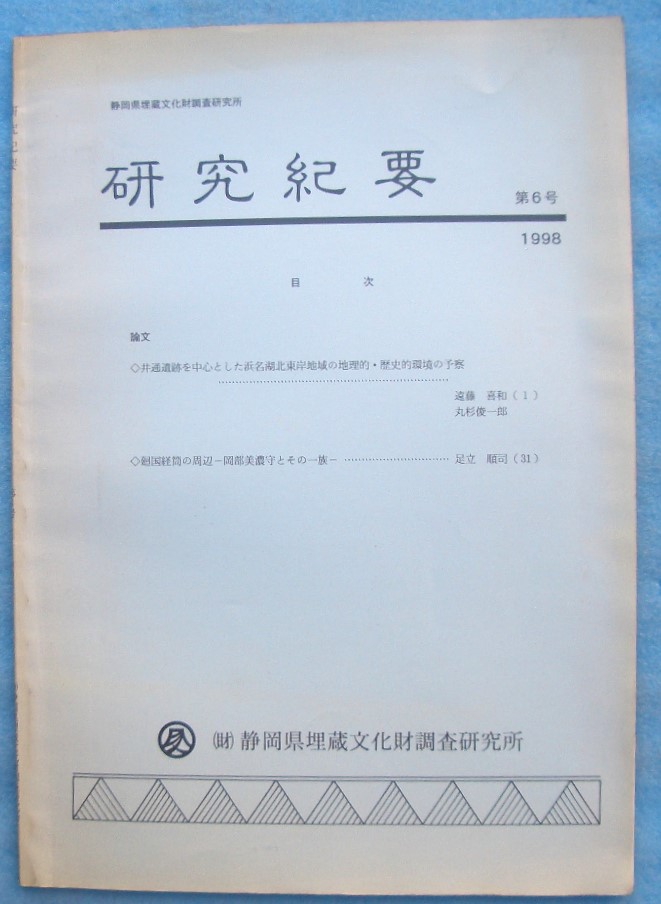 静岡県埋蔵文化財調査研究所
研究紀要
第6号
1998
目 次
論文
◇井通遺跡を中心とした浜名湖北東岸地域の地理的・歴史的環境の予察
遠藤 喜和(1)
丸杉俊一郎
◇廻国経筒の周辺−岡部美濃守とその一族− 足立 順司(31)
㈶静岡県埋蔵文化財調査研究所